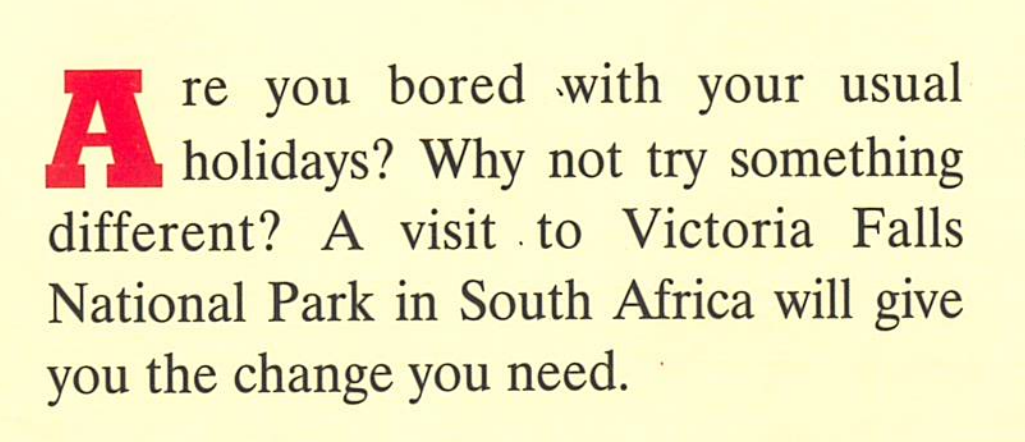 Are you bored with your usual
holidays? Why not try something
different? A visit to Victoria Falls
National Park in South Africa will give
you the change you need.